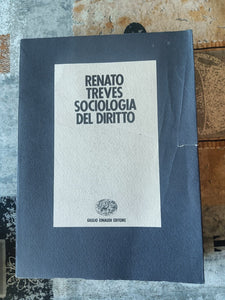 RENATO
TREVES
SOCIOLOGIA
DEL DIRITTO
GIULIO EINAUDI EDITORE